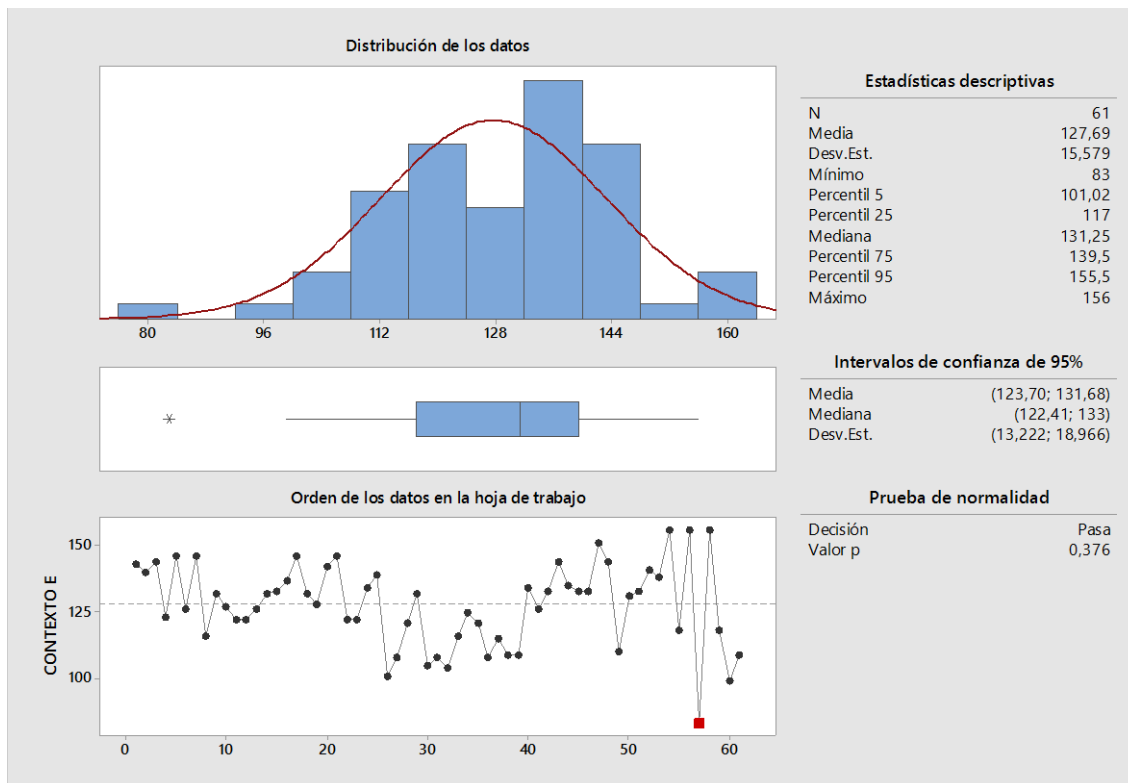 Distribución de los datos
80 96 112 128 144 160
Estadísticas descriptivas
N 61
Media 127,69
Desv.Est. 15,579
Mínimo 83
Percentil 5 101,02
Percentil 25 117
Mediana 131,25
Percentil 75 139,5
Percentil 95 155,5
Máximo 156
Intervalos de confianza de 95%
Media (123,70; 131,68)
Mediana (122,41; 133)
Desv.Est. (13,222; 18,966)
Orden de los datos en la hoja de trabajo
CONTEXTO E
150
125
100
0 10 20 30 40 50 60
Prueba de normalidad
Decisión Pasa
Valor p 0,376